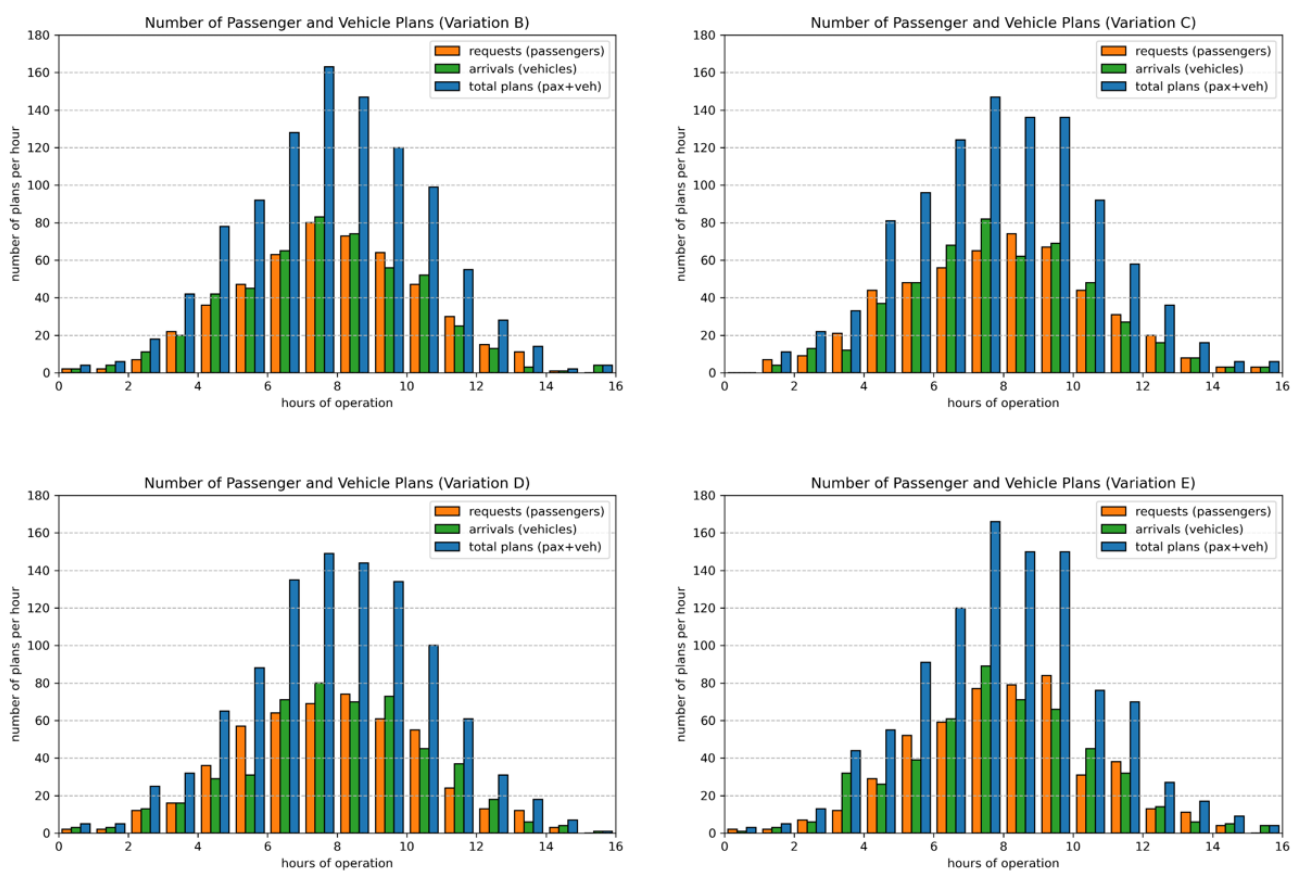 Number of Passenger and Vehicle Plans (Variation B)
180
160
140
120
100
80
60
40
20
0
number of plans per hour
requests (passengers)
arrivals (vehicles)
total plans (pax+veh)
0 2 4 6 8 10 12 14 16
hours of operation
Number of Passenger and Vehicle Plans (Variation C)
180
160
140
120
100
80
60
40
20
0
number of plans per hour
requests (passengers)
arrivals (vehicles)
total plans (pax+veh)
0 2 4 6 8 10 12 14 16
hours of operation
Number of Passenger and Vehicle Plans (Variation D)
180
160
140
120
100
80
60
40
20
0
number of plans per hour
requests (passengers)
arrivals (vehicles)
total plans (pax+veh)
0 2 4 6 8 10 12 14 16
hours of operation
Number of Passenger and Vehicle Plans (Variation E)
180
160
140
120
100
80
60
40
20
0
number of plans per hour
requests (passengers)
arrivals (vehicles)
total plans (pax+veh)
0 2 4 6 8 10 12 14 16
hours of operation